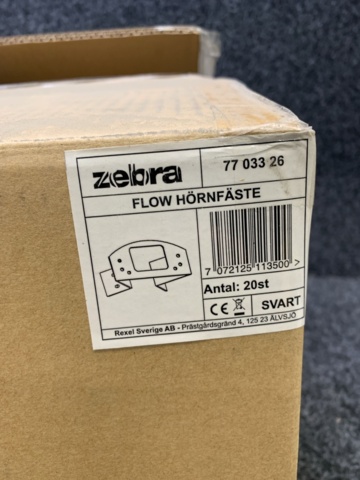 zebra
77 033 26
FLOW HÖRNFÄSTE
7 072125 113500 >
Antal: 20st
CE SVART
Rexel Sverige AB - Prästgårdsgränd 4, 125 23 ÄLVSJÖ